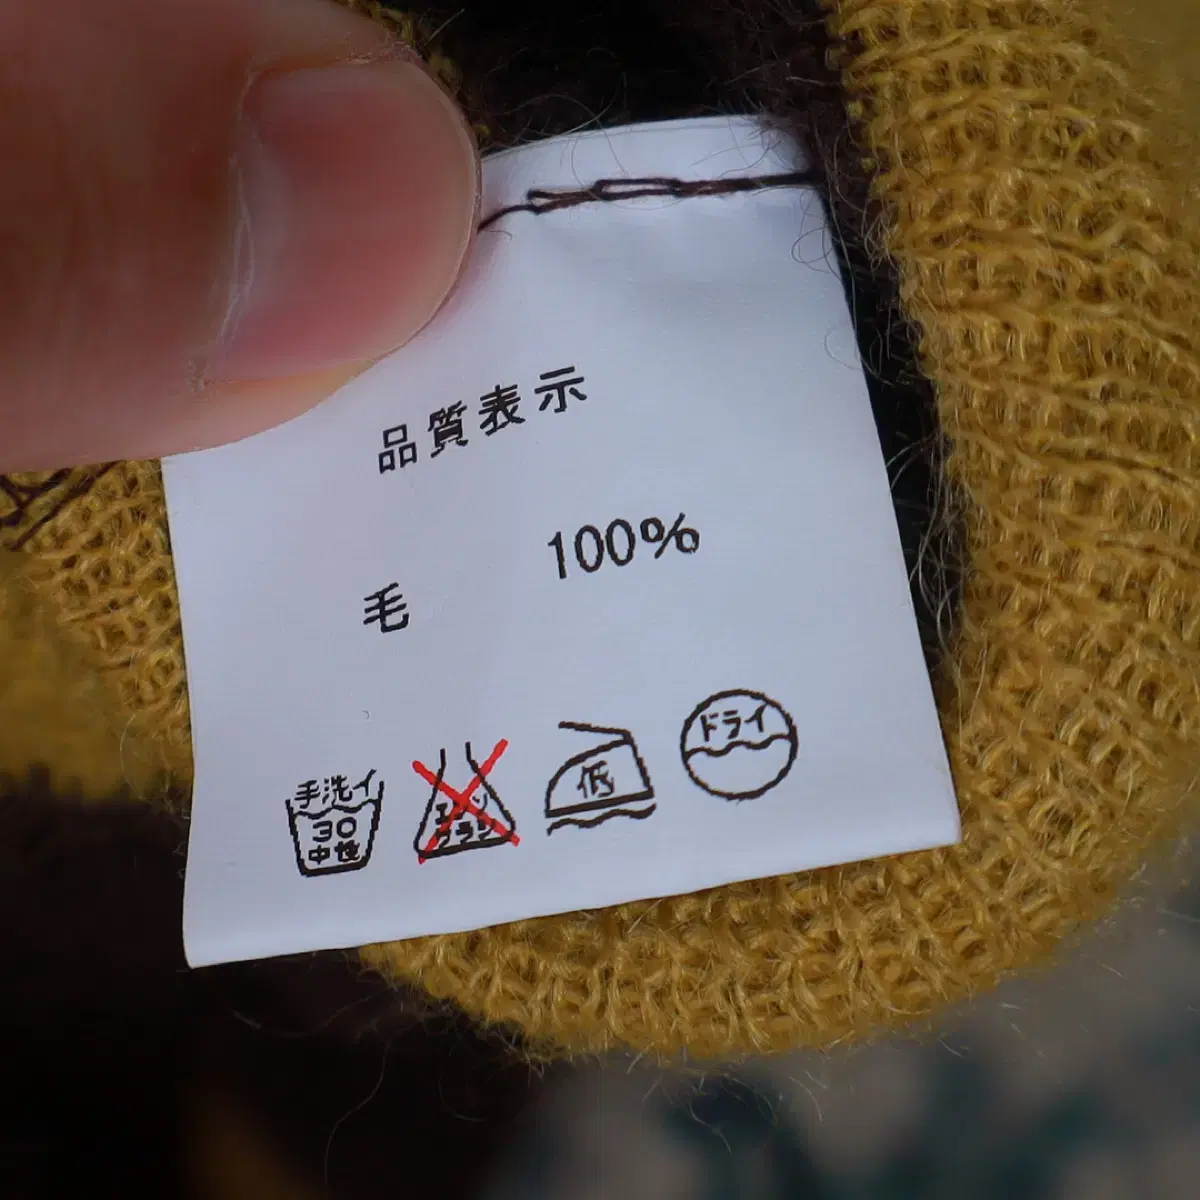 品質表示
毛 100%
手洗イ
30
中性
エンソ
サラシ
低
ドライ